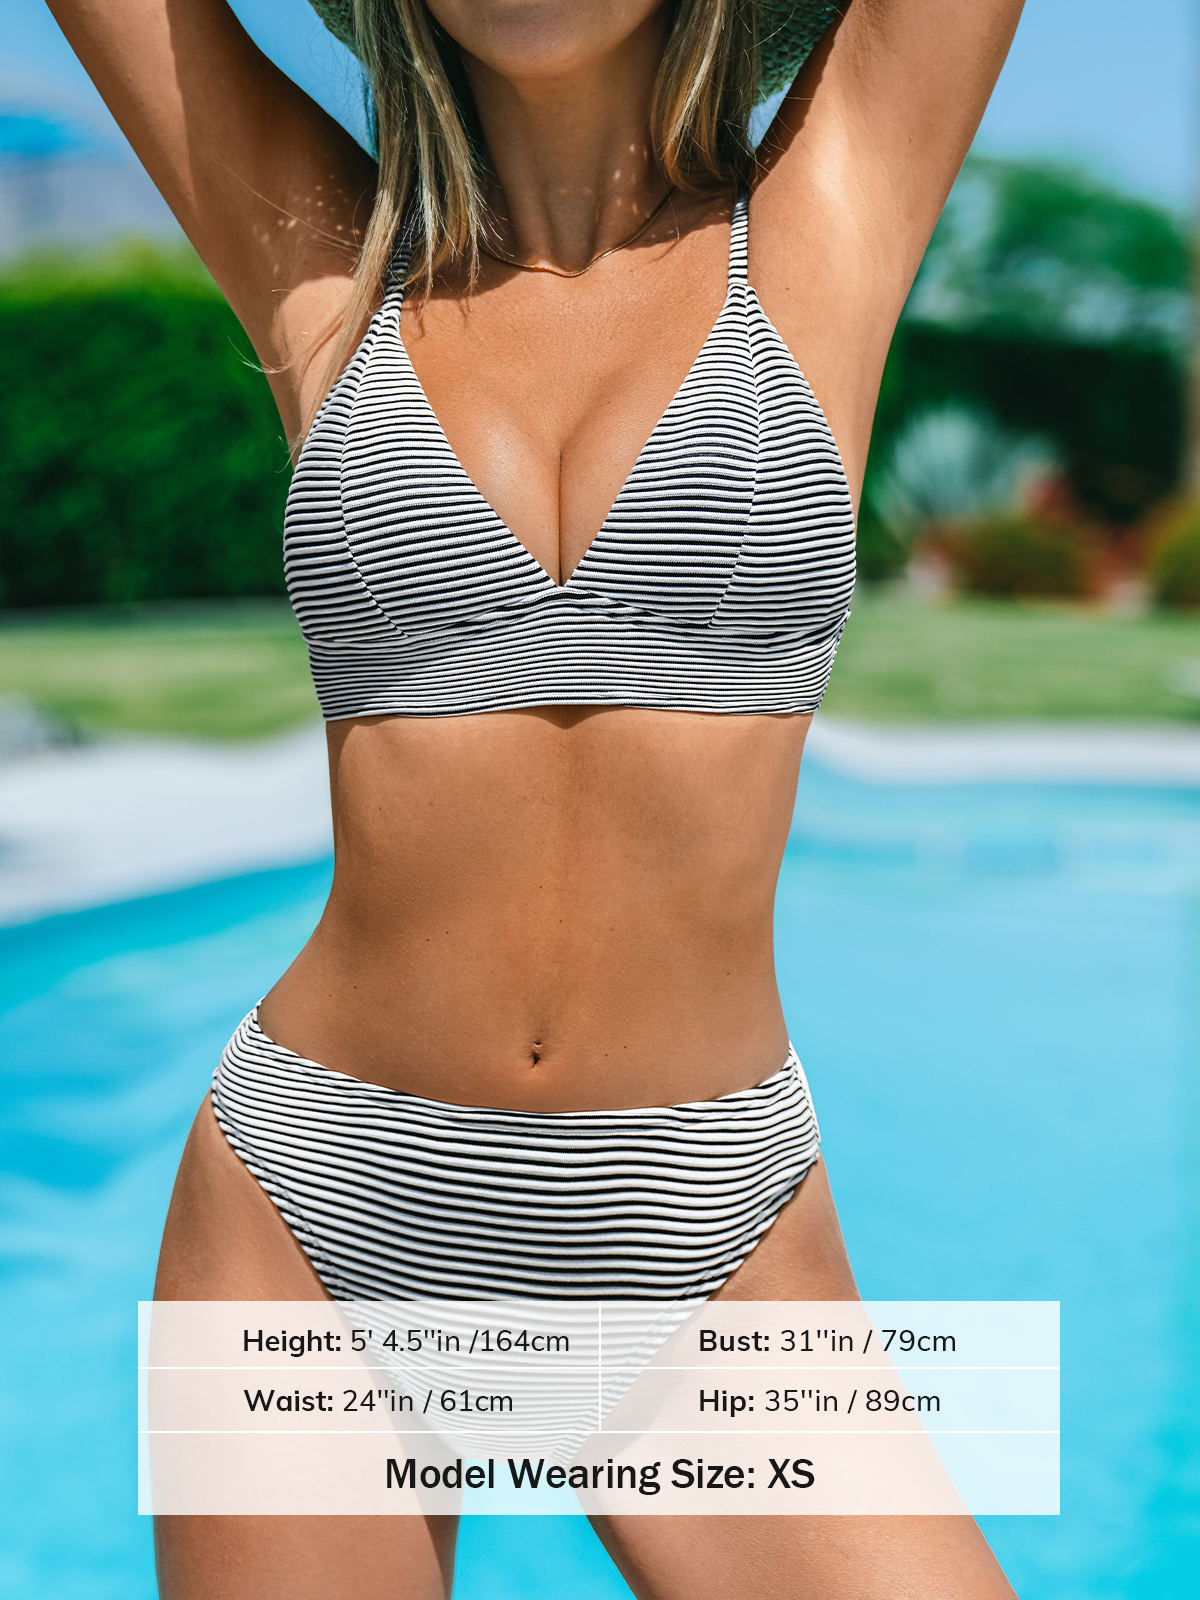 Height: 5' 4.5''in /164cm
Bust: 31''in / 79cm
Waist: 24''in / 61cm
Hip: 35''in / 89cm
Model Wearing Size: XS